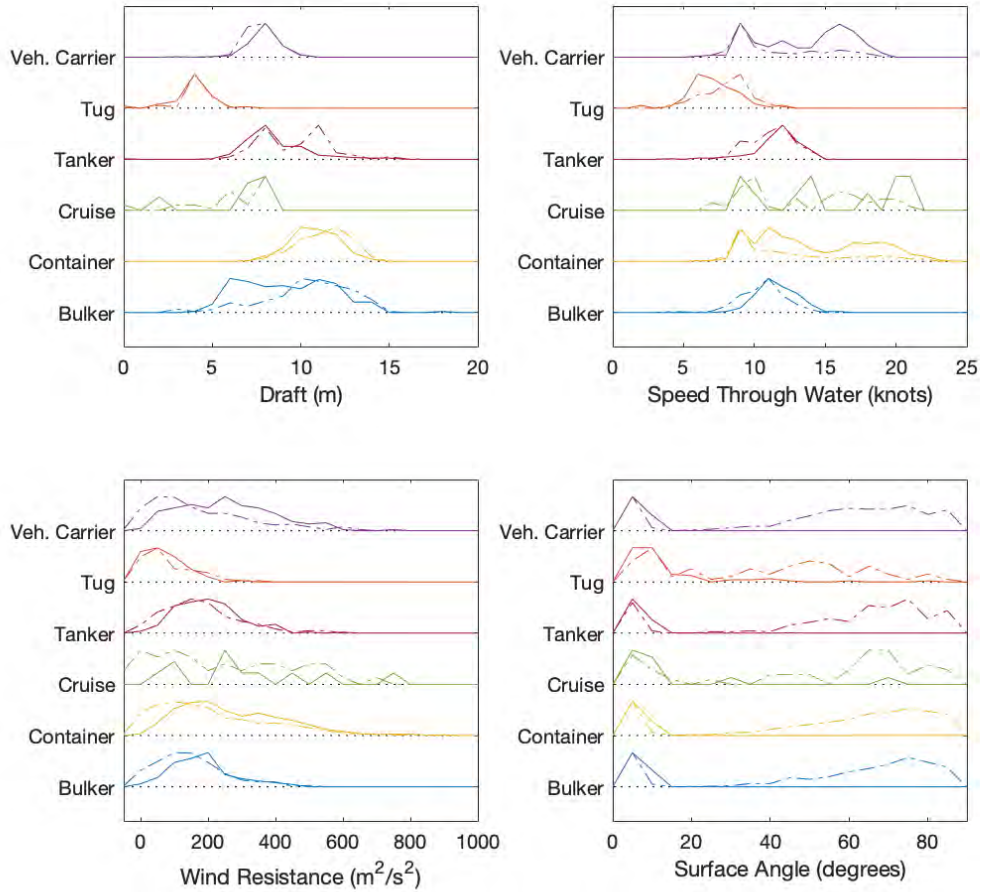 Veh. Carrier
Tug
Tanker
Cruise
Container
Bulker
0 5 10 15 20
Draft (m)
Veh. Carrier
Tug
Tanker
Cruise
Container
Bulker
0 5 10 15 20 25
Speed Through Water (knots)
Veh. Carrier
Tug
Tanker
Cruise
Container
Bulker
0 200 400 600 800 1000
Wind Resistance (m²/s²)
Veh. Carrier
Tug
Tanker
Cruise
Container
Bulker
0 20 40 60 80
Surface Angle (degrees)